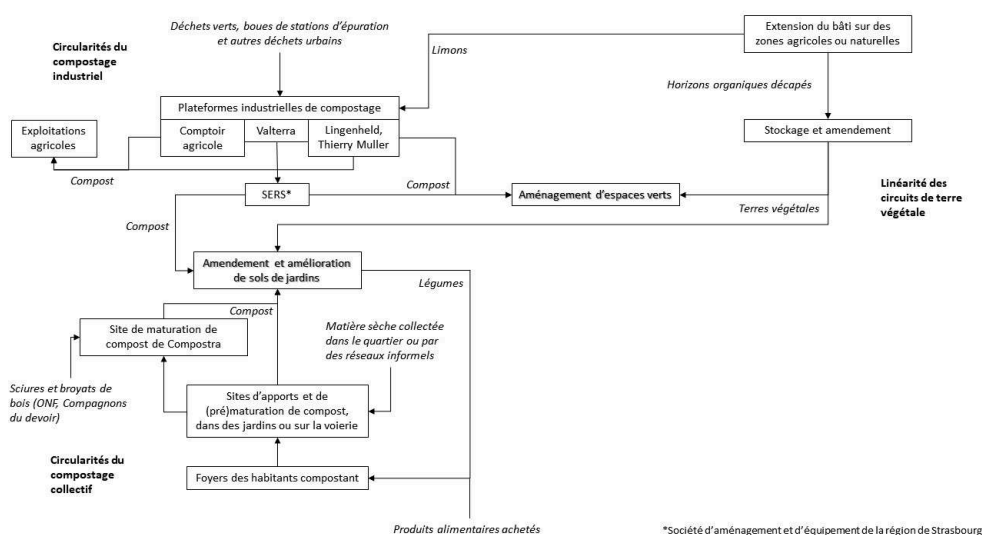 Déchets verts, boues de stations d'épuration
et autres déchets urbains
Extension du bâti sur des
zones agricoles ou naturelles
Circularités du
compostage
industriel
Limons
Horizons organiques décapés
Plateformes industrielles de compostage
Exploitations
agricoles
Comptoir
agricole
Valterra
Lingenheld,
Thierry Muller
Stockage et amendement
Compost
SERS*
Compost
Aménagement d'espaces verts
Linéarité des
circuits de terre
végétale
Terres végétales
Compost
Amendement et amélioration
de sols de jardins
Légumes
Compost
Site de maturation de
compost de Compostra
Matière sèche collectée
dans le quartier ou par
des réseaux informels
Sciures et broyats de
bois (ONF, Compagnons
du devoir)
Sites d'apports et de
(pré)maturation de compost,
dans des jardins ou sur la voierie
Circularités du
compostage
collectif
Foyers des habitants compostant
Produits alimentaires achetés
*Société d'aménagement et d'équipement de la région de Strasbourg